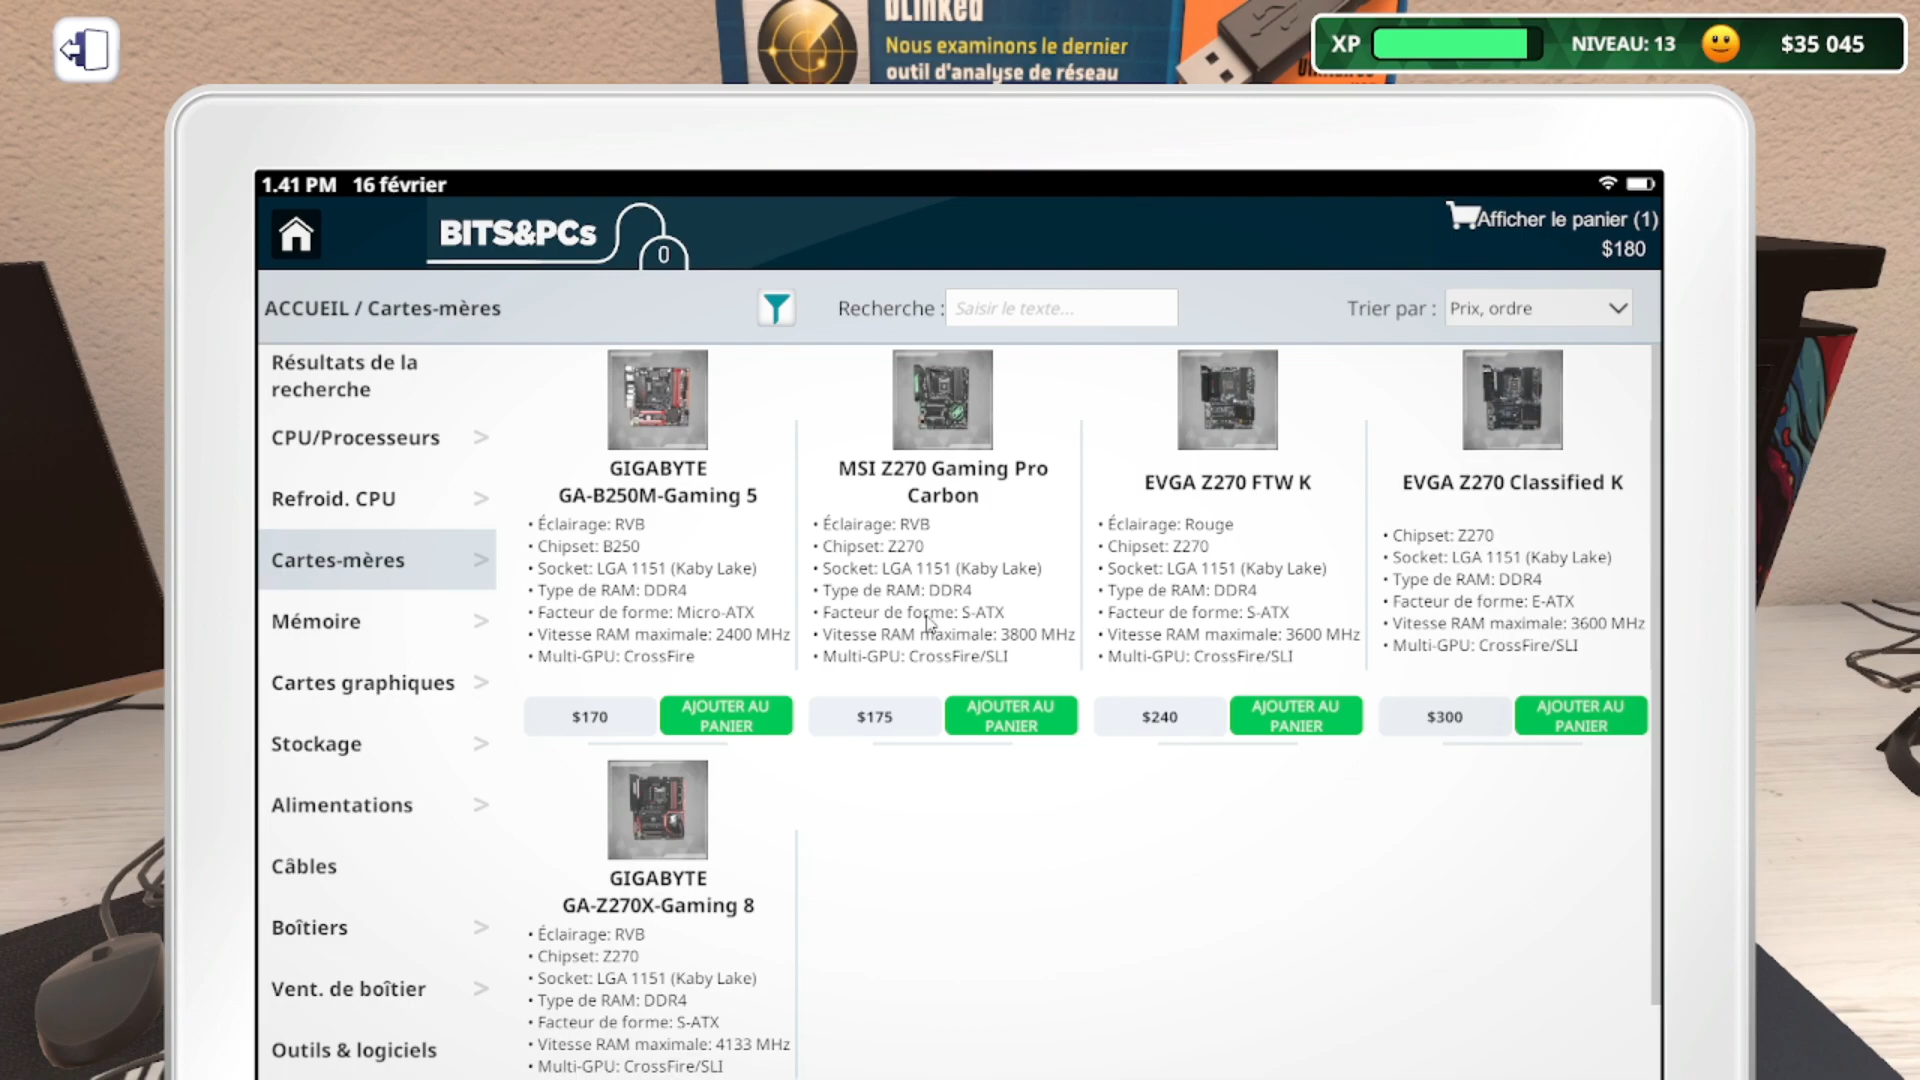 bLinked
Nous examinons le dernier
outil d'analyse de réseau
XP
NIVEAU: 13
$35 045
1.41 PM 16 février
BITS&PCs
0
Afficher le panier (1)
$180
ACCUEIL / Cartes-mères
Recherche :
Saisir le texte...
Trier par :
Prix, ordre
Résultats de la
recherche
CPU/Processeurs >
Refroid. CPU >
Cartes-mères >
Mémoire >
Cartes graphiques >
Stockage >
Alimentations >
Câbles
Boîtiers >
Vent. de boîtier >
Outils & logiciels
GIGABYTE
GA-B250M-Gaming 5
• Éclairage: RVB
• Chipset: B250
• Socket: LGA 1151 (Kaby Lake)
• Type de RAM: DDR4
• Facteur de forme: Micro-ATX
• Vitesse RAM maximale: 2400 MHz
• Multi-GPU: CrossFire
$170
AJOUTER AU
PANIER
MSI Z270 Gaming Pro
Carbon
• Éclairage: RVB
• Chipset: Z270
• Socket: LGA 1151 (Kaby Lake)
• Type de RAM: DDR4
• Facteur de forme: S-ATX
• Vitesse RAM maximale: 3800 MHz
• Multi-GPU: CrossFire/SLI
$175
AJOUTER AU
PANIER
EVGA Z270 FTW K
• Éclairage: Rouge
• Chipset: Z270
• Socket: LGA 1151 (Kaby Lake)
• Type de RAM: DDR4
• Facteur de forme: S-ATX
• Vitesse RAM maximale: 3600 MHz
• Multi-GPU: CrossFire/SLI
$240
AJOUTER AU
PANIER
EVGA Z270 Classified K
• Chipset: Z270
• Socket: LGA 1151 (Kaby Lake)
• Type de RAM: DDR4
• Facteur de forme: E-ATX
• Vitesse RAM maximale: 3600 MHz
• Multi-GPU: CrossFire/SLI
$300
AJOUTER AU
PANIER
GIGABYTE
GA-Z270X-Gaming 8
• Éclairage: RVB
• Chipset: Z270
• Socket: LGA 1151 (Kaby Lake)
• Type de RAM: DDR4
• Facteur de forme: S-ATX
• Vitesse RAM maximale: 4133 MHz
• Multi-GPU: CrossFire/SLI